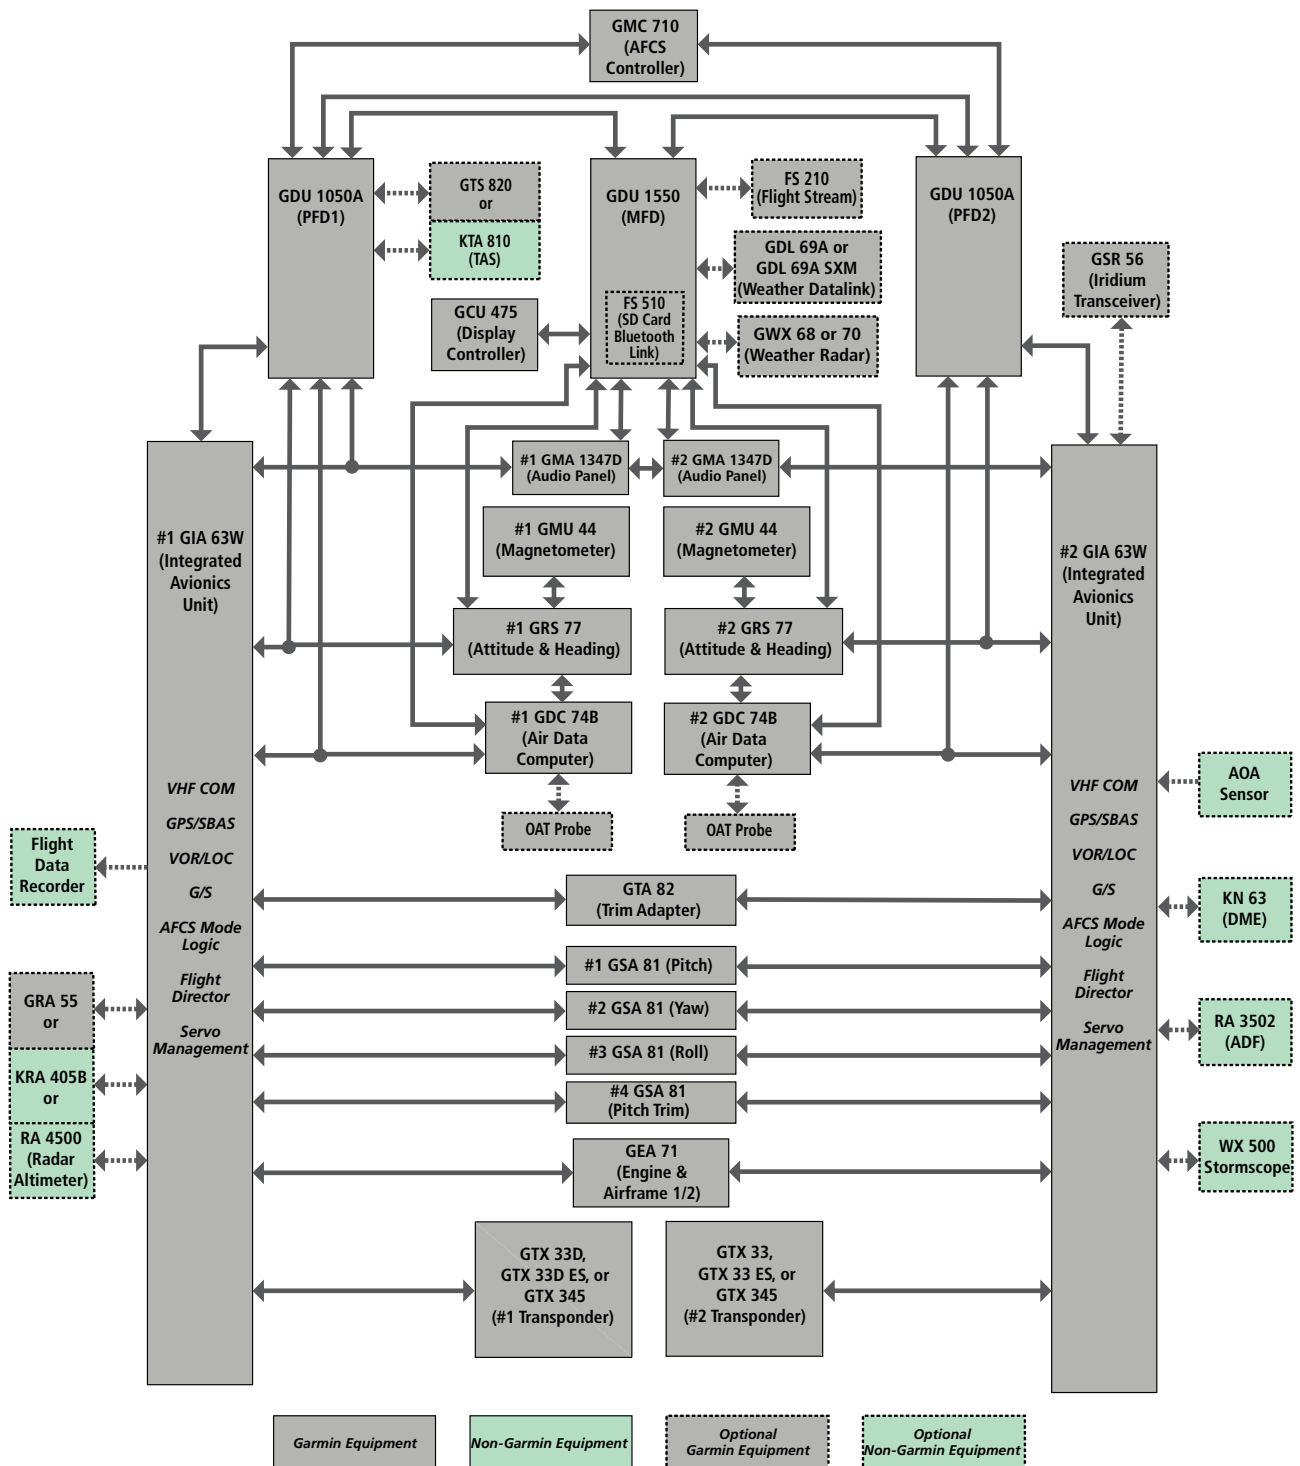 GMC 710
(AFCS
Controller)
GDU 1050A
(PFD1)
GTS 820
or
KTA 810
(TAS)
GDU 1550
(MFD)
FS 510
(SD Card
Bluetooth
Link)
FS 210
(Flight Stream)
GDL 69A or
GDL 69A SXM
(Weather Datalink)
GWX 68 or 70
(Weather Radar)
GDU 1050A
(PFD2)
GSR 56
(Iridium
Transceiver)
GCU 475
(Display
Controller)
#1 GMA 1347D
(Audio Panel)
#2 GMA 1347D
(Audio Panel)
#1 GMU 44
(Magnetometer)
#2 GMU 44
(Magnetometer)
#1 GIA 63W
(Integrated
Avionics
Unit)
#2 GIA 63W
(Integrated
Avionics
Unit)
#1 GRS 77
(Attitude & Heading)
#2 GRS 77
(Attitude & Heading)
#1 GDC 74B
(Air Data
Computer)
#2 GDC 74B
(Air Data
Computer)
OAT Probe
OAT Probe
VHF COM
GPS/SBAS
VOR/LOC
G/S
AFCS Mode
Logic
Flight
Director
Servo
Management
VHF COM
GPS/SBAS
VOR/LOC
G/S
AFCS Mode
Logic
Flight
Director
Servo
Management
Flight
Data
Recorder
GRA 55
or
KRA 405B
or
RA 4500
(Radar
Altimeter)
AOA
Sensor
KN 63
(DME)
RA 3502
(ADF)
WX 500
Stormscope
GTA 82
(Trim Adapter)
#1 GSA 81 (Pitch)
#2 GSA 81 (Yaw)
#3 GSA 81 (Roll)
#4 GSA 81
(Pitch Trim)
GEA 71
(Engine &
Airframe 1/2)
GTX 33D,
GTX 33D ES, or
GTX 345
(#1 Transponder)
GTX 33,
GTX 33 ES, or
GTX 345
(#2 Transponder)
Garmin Equipment
Non-Garmin Equipment
Optional
Garmin Equipment
Optional
Non-Garmin Equipment